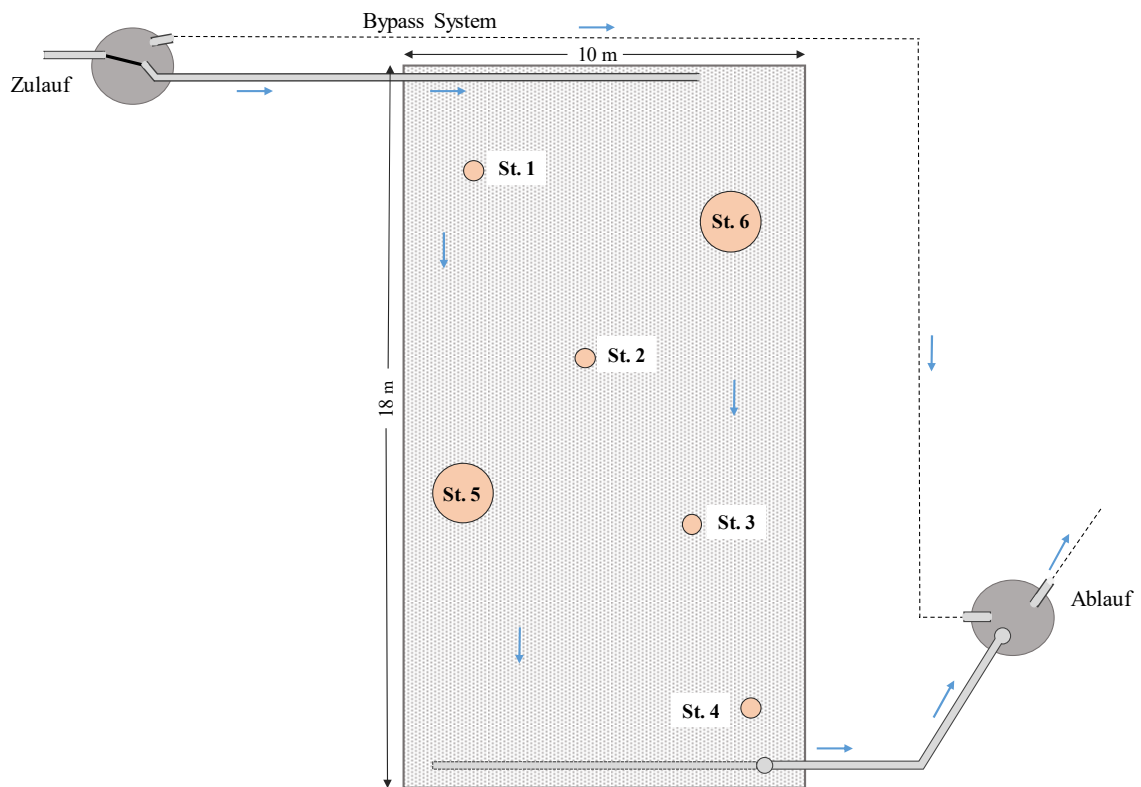 Bypass System
10 m
Zulauf
St. 1
St. 6
St. 2
18 m
St. 5
St. 3
Ablauf
St. 4